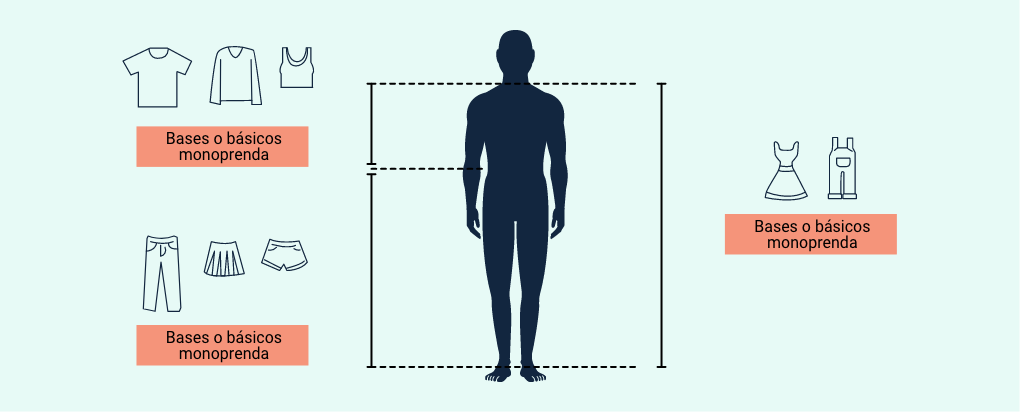 Bases o básicos
monoprenda
Bases o básicos
monoprenda
Bases o básicos
monoprenda